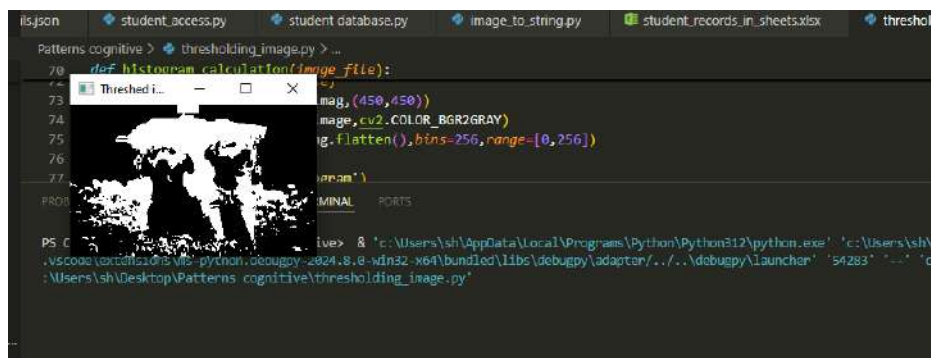 ils.json student_access.py student database.py image_to_string.py student_records_in_sheets.xlsx threshol
Patterns cognitive > thresholding_image.py > ...
70 def histogram_calculation(image_file):
Threshed i...
73 mag,(450,450))
74 mage,cv2.COLOR_BGR2GRAY)
75 g.flatten(),bins=256,range=[0,256])
76
77 gram')
PROB MINAL PORTS
PS C ive> & 'c:\Users\sh\AppData\Local\Programs\Python\Python312\python.exe' 'c:\Users\sh\
.vscode\extensions\ms-python.debugpy-2024.8.0-win32-x64\bundled\libs\debugpy\adapter/../..\debugpy\launcher' '54283' '--' 'c
:\Users\sh\Desktop\Patterns cognitive\thresholding_image.py'